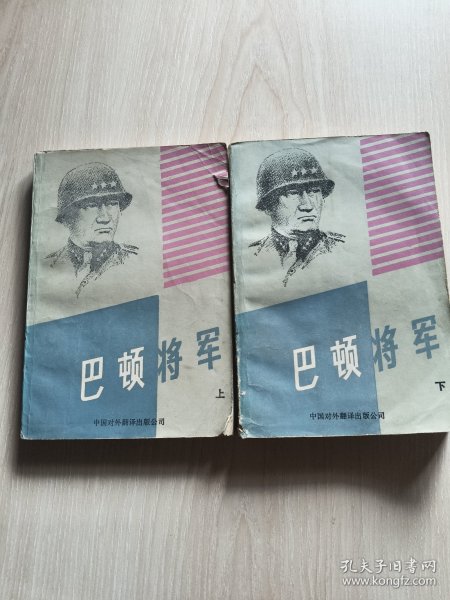 巴顿将军
上
中国对外翻译出版公司
巴顿将军
下
中国对外翻译出版公司
孔夫子旧书网
www.kongfz.com